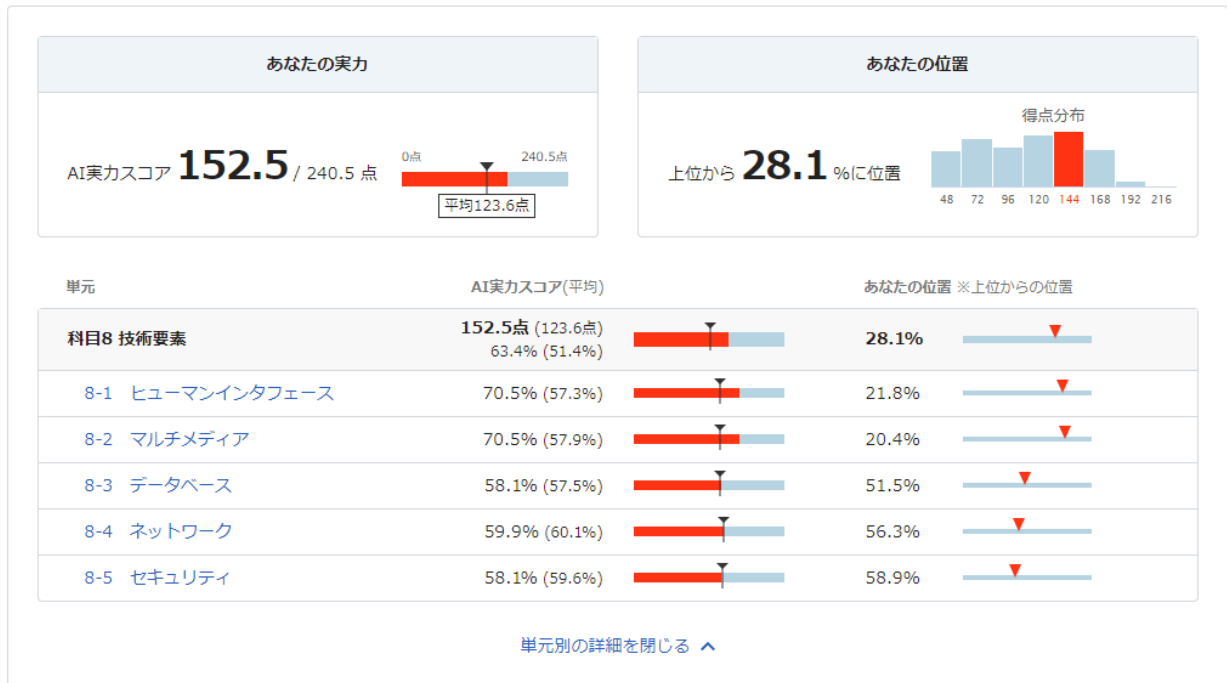 あなたの実力
AI実力スコア 152.5 / 240.5 点
0点 240.5点
平均123.6点
あなたの位置
上位から 28.1 %に位置
得点分布
48 72 96 120 144 168 192 216
単元 AI実力スコア(平均) あなたの位置 ※上位からの位置
科目8 技術要素 152.5点 (123.6点) 28.1%
63.4% (51.4%)
8-1 ヒューマンインタフェース 70.5% (57.3%) 21.8%
8-2 マルチメディア 70.5% (57.9%) 20.4%
8-3 データベース 58.1% (57.5%) 51.5%
8-4 ネットワーク 59.9% (60.1%) 56.3%
8-5 セキュリティ 58.1% (59.6%) 58.9%
単元別の詳細を閉じる